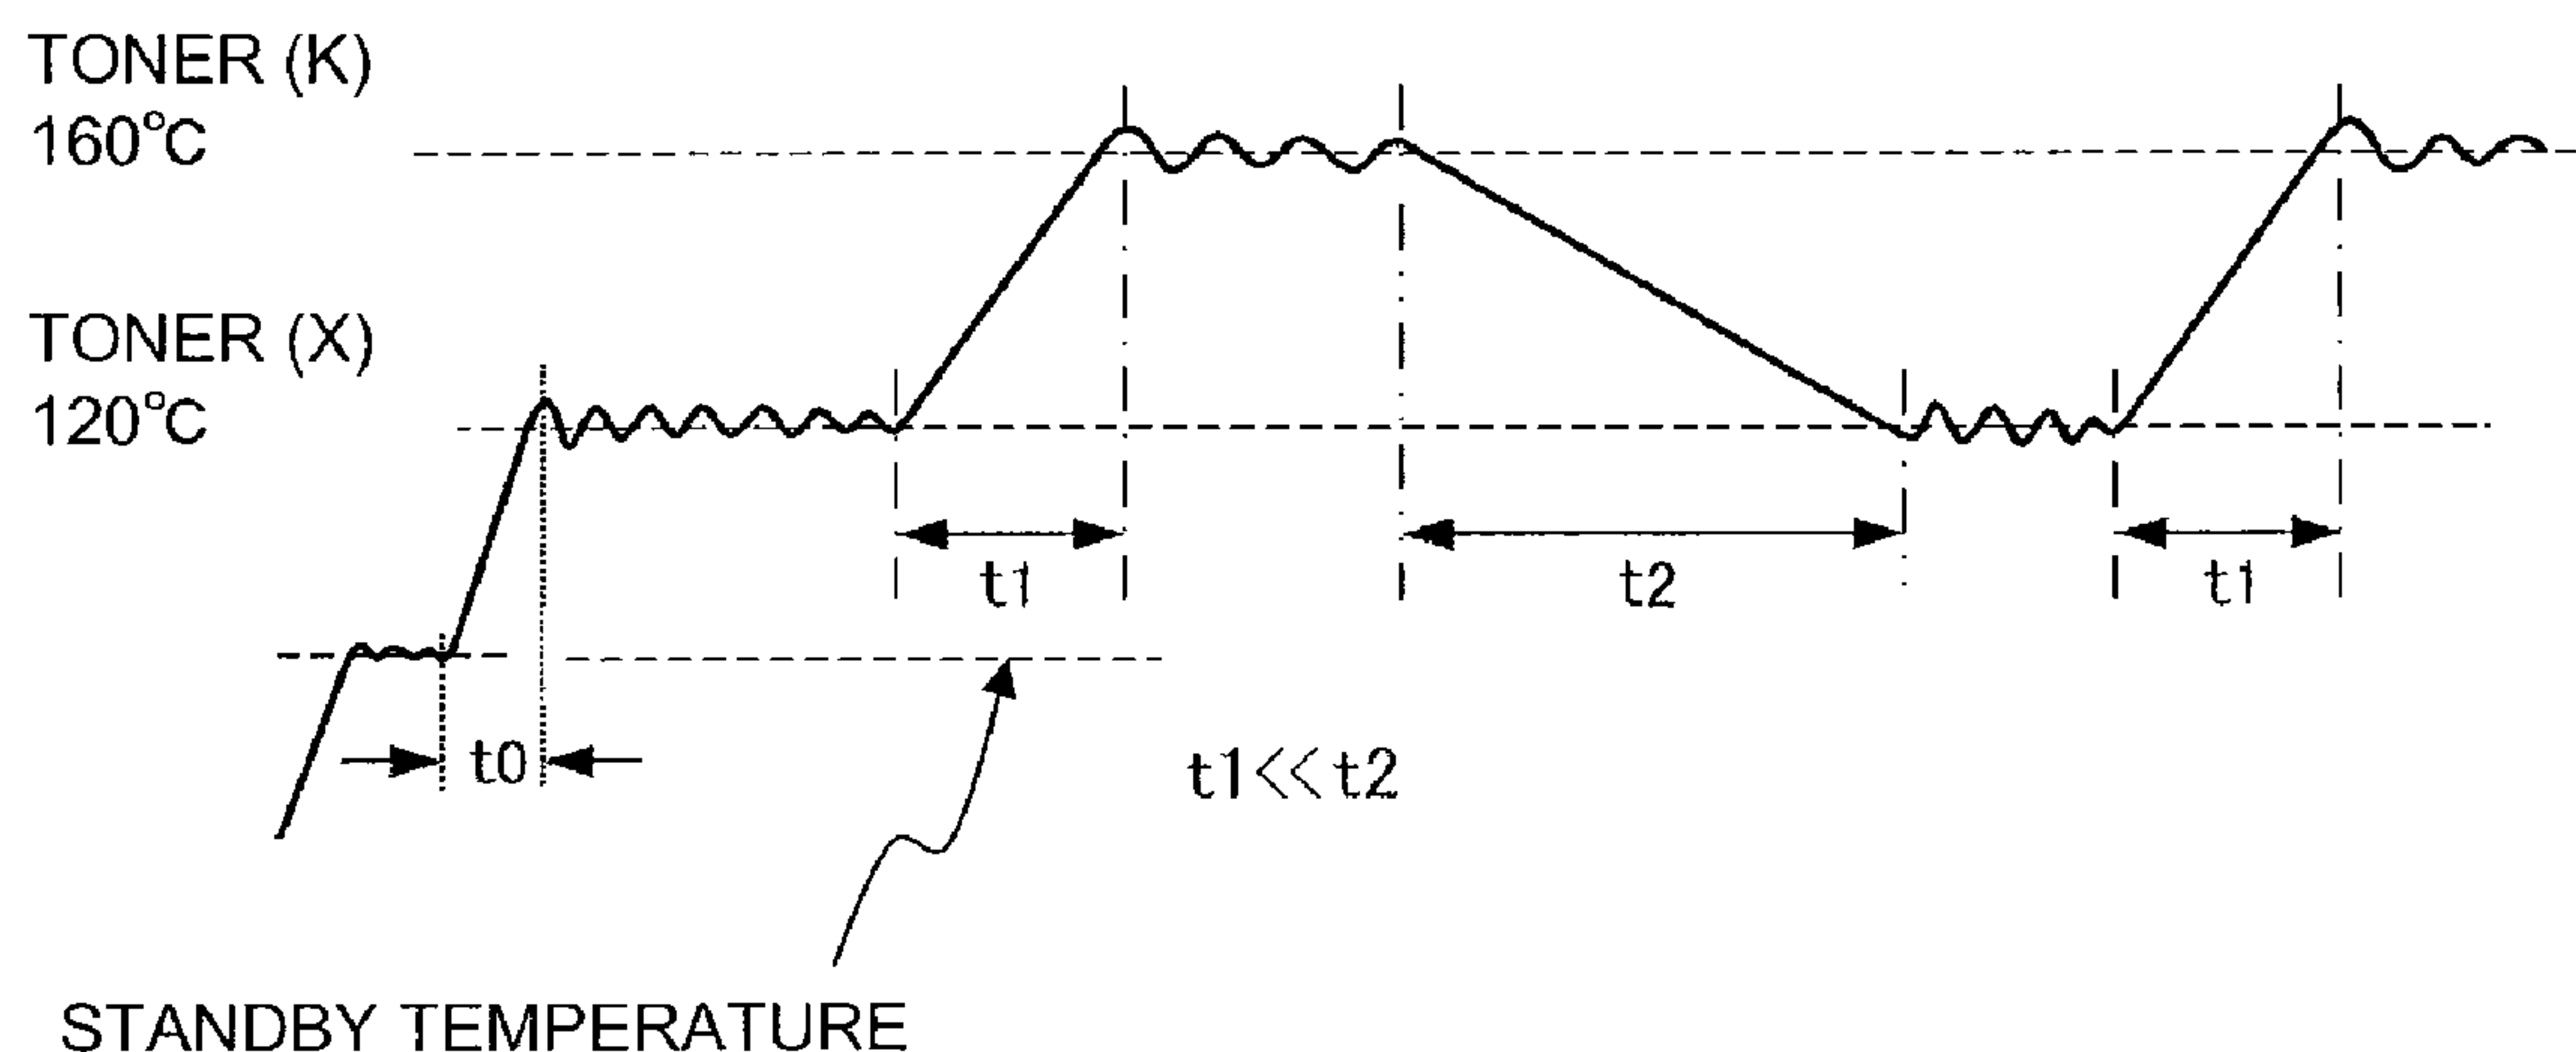 TONER (K)
160°C
TONER (X)
120°C
t1
t2
t1
t0
t1<<t2
STANDBY TEMPERATURE